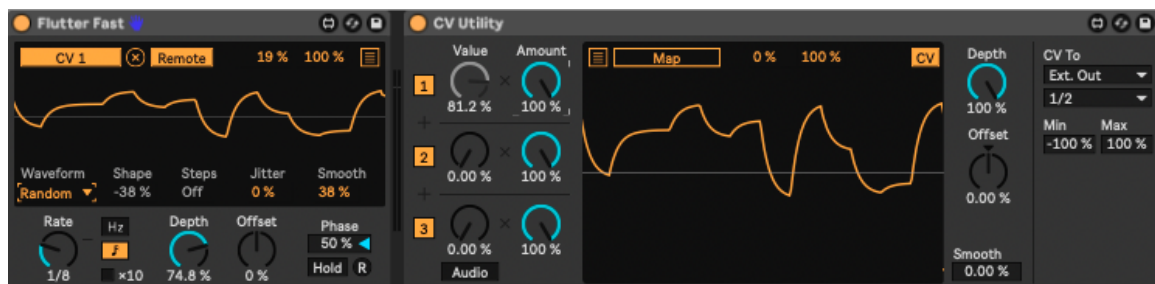 Flutter Fast
CV 1 Remote 19 % 100 %
Waveform Shape Steps Jitter Smooth
Random -38 % Off 0 % 38 %
Rate Hz Depth Offset Phase
50 %
1/8 ×10 74.8 % 0 % Hold R
CV Utility
Value Amount
1 81.2 % × 100 %
+
2 0.00 % × 100 %
+
3 0.00 % × 100 %
Audio
Map 0 % 100 % CV
Depth
100 %
Offset
0.00 %
Smooth
0.00 %
CV To
Ext. Out
1/2
Min Max
-100 % 100 %